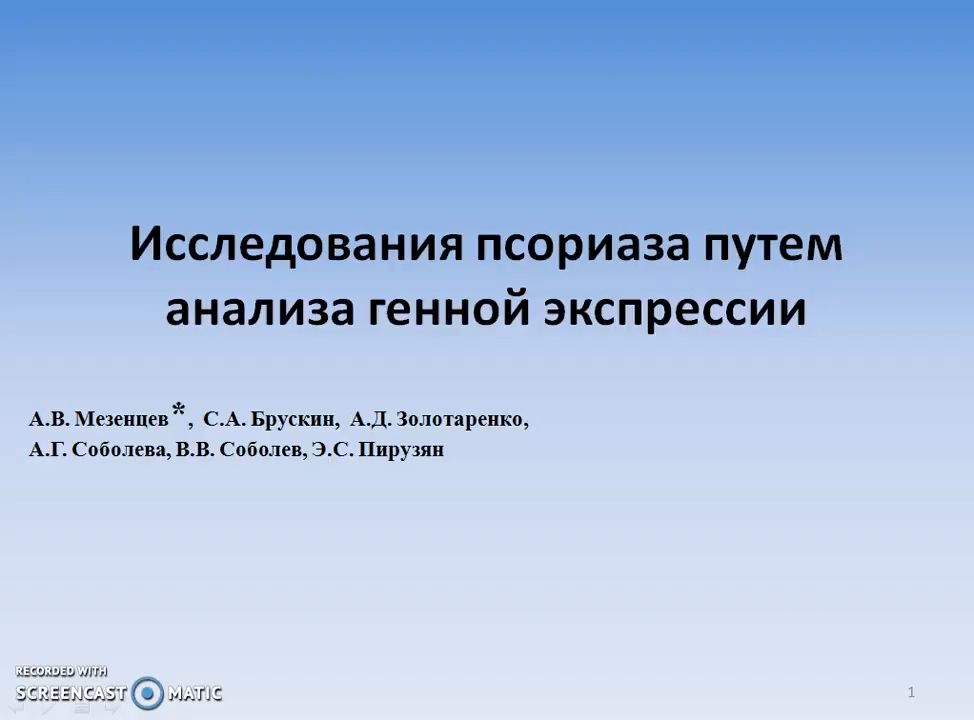 Исследования псориаза путем
анализа генной экспрессии
А.В. Мезенцев*, С.А. Брускин, А.Д. Золотаренко,
А.Г. Соболева, В.В. Соболев, Э.С. Пирузян
RECORDED WITH
SCREENCAST MATIC
1